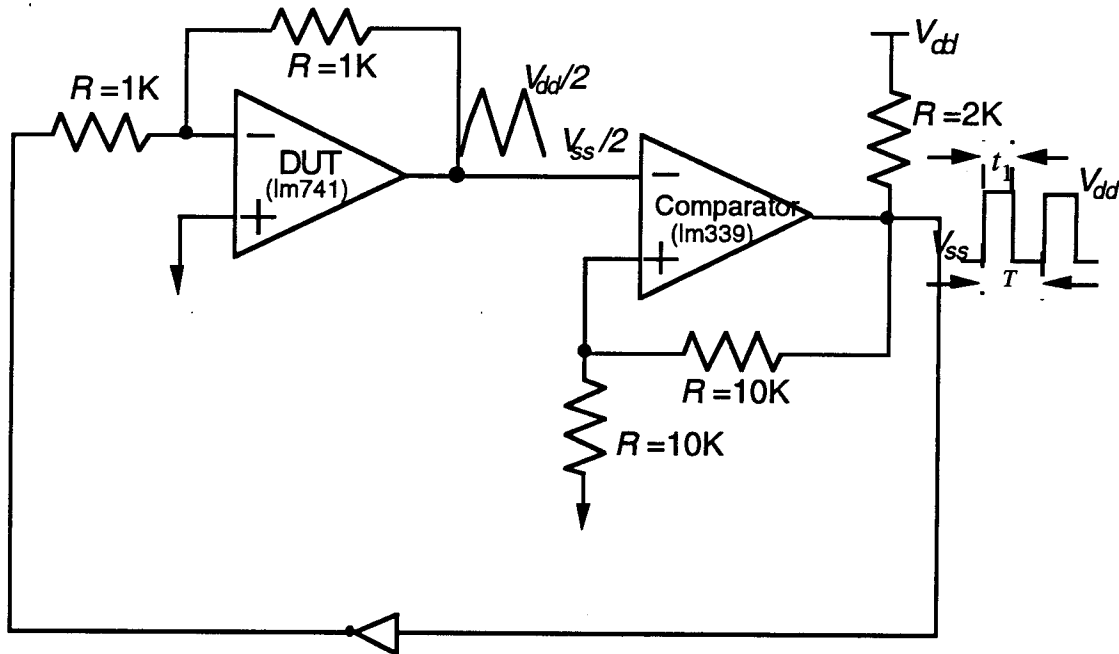 R=1K
R=1K
DUT
(lm741)
−
+
V_dd/2
V_ss/2
Comparator
(lm339)
−
+
V_dd
R=2K
t_1
V_dd
V_ss
T
R=10K
R=10K